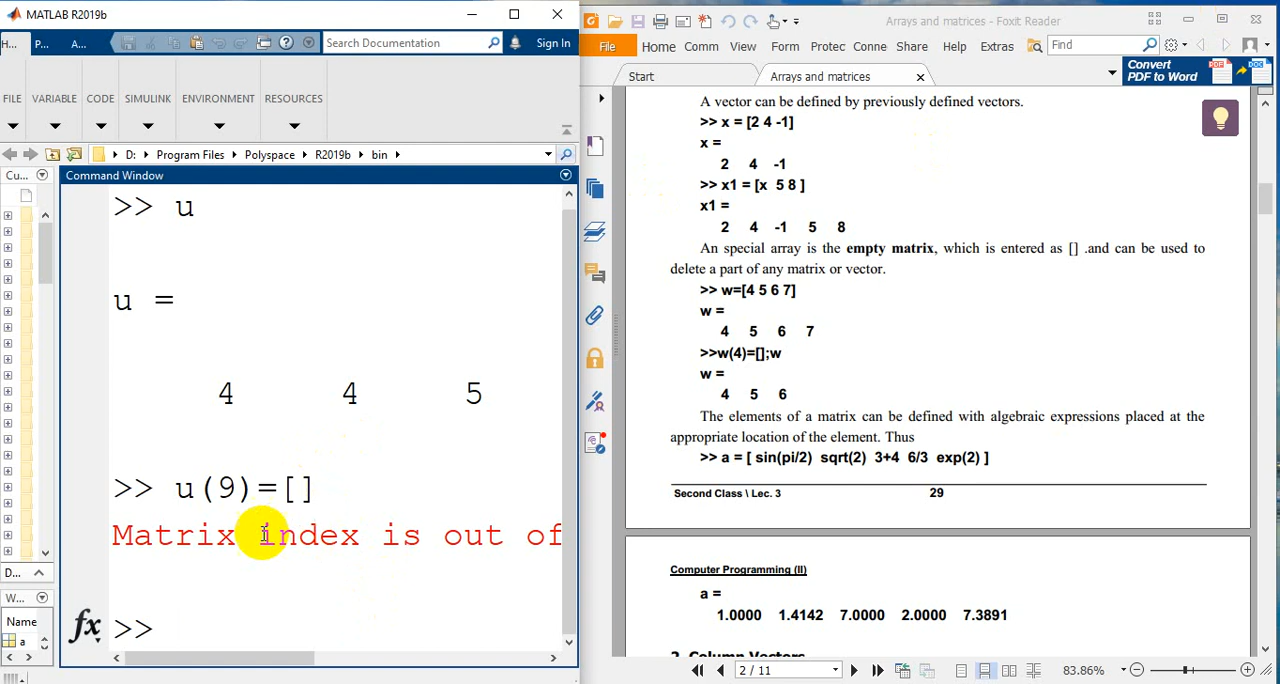 MATLAB R2019b
H...
P...
A...
Search Documentation
Sign In
FILE
VARIABLE
CODE
SIMULINK
ENVIRONMENT
RESOURCES
D:
Program Files
Polyspace
R2019b
bin
Cu...
Command Window
>> u
u =
4 4 5
>> u(9)=[]
Matrix index is out of
fx >>
D...
W...
Name
a
Arrays and matrices - Foxit Reader
File
Home
Comm
View
Form
Protec
Conne
Share
Help
Extras
Find
Start
Arrays and matrices
Convert
PDF to Word
PDF
DOC
A vector can be defined by previously defined vectors.
>> x = [2 4 -1]
x =
2 4 -1
>> x1 = [x 5 8 ]
x1 =
2 4 -1 5 8
An special array is the empty matrix, which is entered as [] .and can be used to
delete a part of any matrix or vector.
>> w=[4 5 6 7]
w =
4 5 6 7
>>w(4)=[];w
w =
4 5 6
The elements of a matrix can be defined with algebraic expressions placed at the
appropriate location of the element. Thus
>> a = [ sin(pi/2) sqrt(2) 3+4 6/3 exp(2) ]
Second Class \ Lec. 3
29
Computer Programming (II)
a =
1.0000 1.4142 7.0000 2.0000 7.3891
2. Column Vectors
2 / 11
83.86%